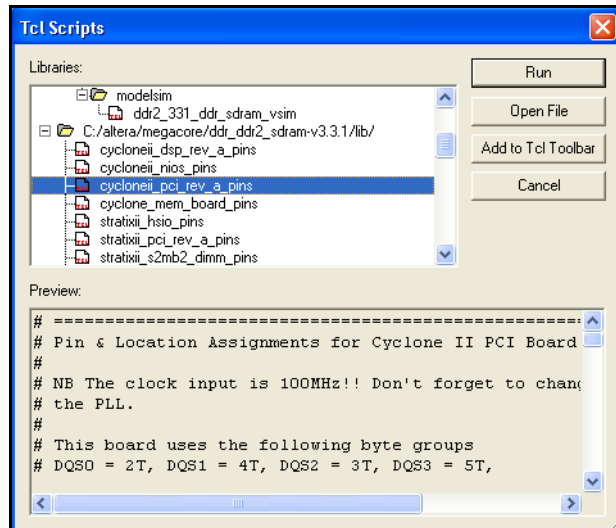 Tcl Scripts
Libraries:
modelsim
ddr2_331_ddr_sdram_vsim
C:/altera/megacore/ddr_ddr2_sdram-v3.3.1/lib/
cycloneii_dsp_rev_a_pins
cycloneii_nios_pins
cycloneii_pci_rev_a_pins
cyclone_mem_board_pins
stratixii_hsio_pins
stratixii_pci_rev_a_pins
stratixii_s2mb2_dimm_pins
Run
Open File
Add to Tcl Toolbar
Cancel
Preview:
# ================================================
# Pin & Location Assignments for Cyclone II PCI Board
#
# NB The clock input is 100MHz!! Don't forget to chang
# the PLL.
#
# This board uses the following byte groups
# DQS0 = 2T, DQS1 = 4T, DQS2 = 3T, DQS3 = 5T,